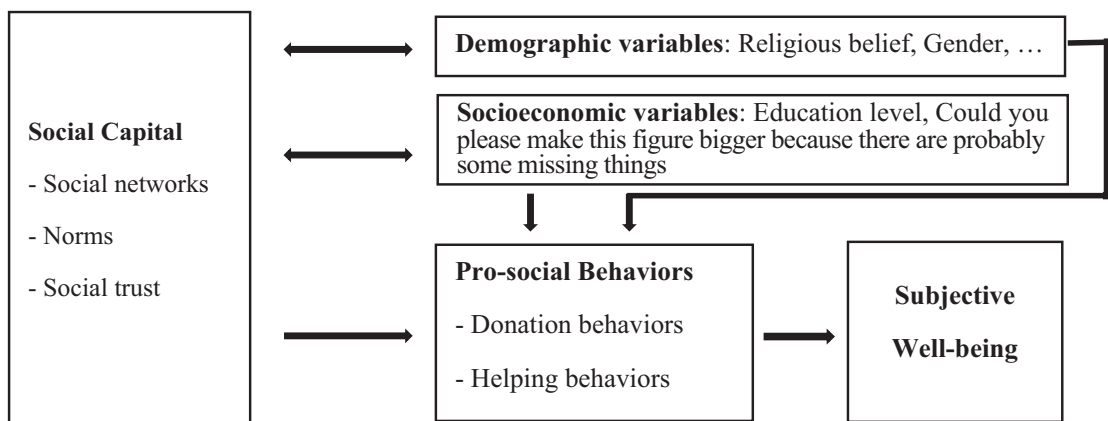 Social Capital
- Social networks
- Norms
- Social trust
Demographic variables: Religious belief, Gender, …
Socioeconomic variables: Education level, Could you
please make this figure bigger because there are probably
some missing things
Pro-social Behaviors
- Donation behaviors
- Helping behaviors
Subjective
Well-being